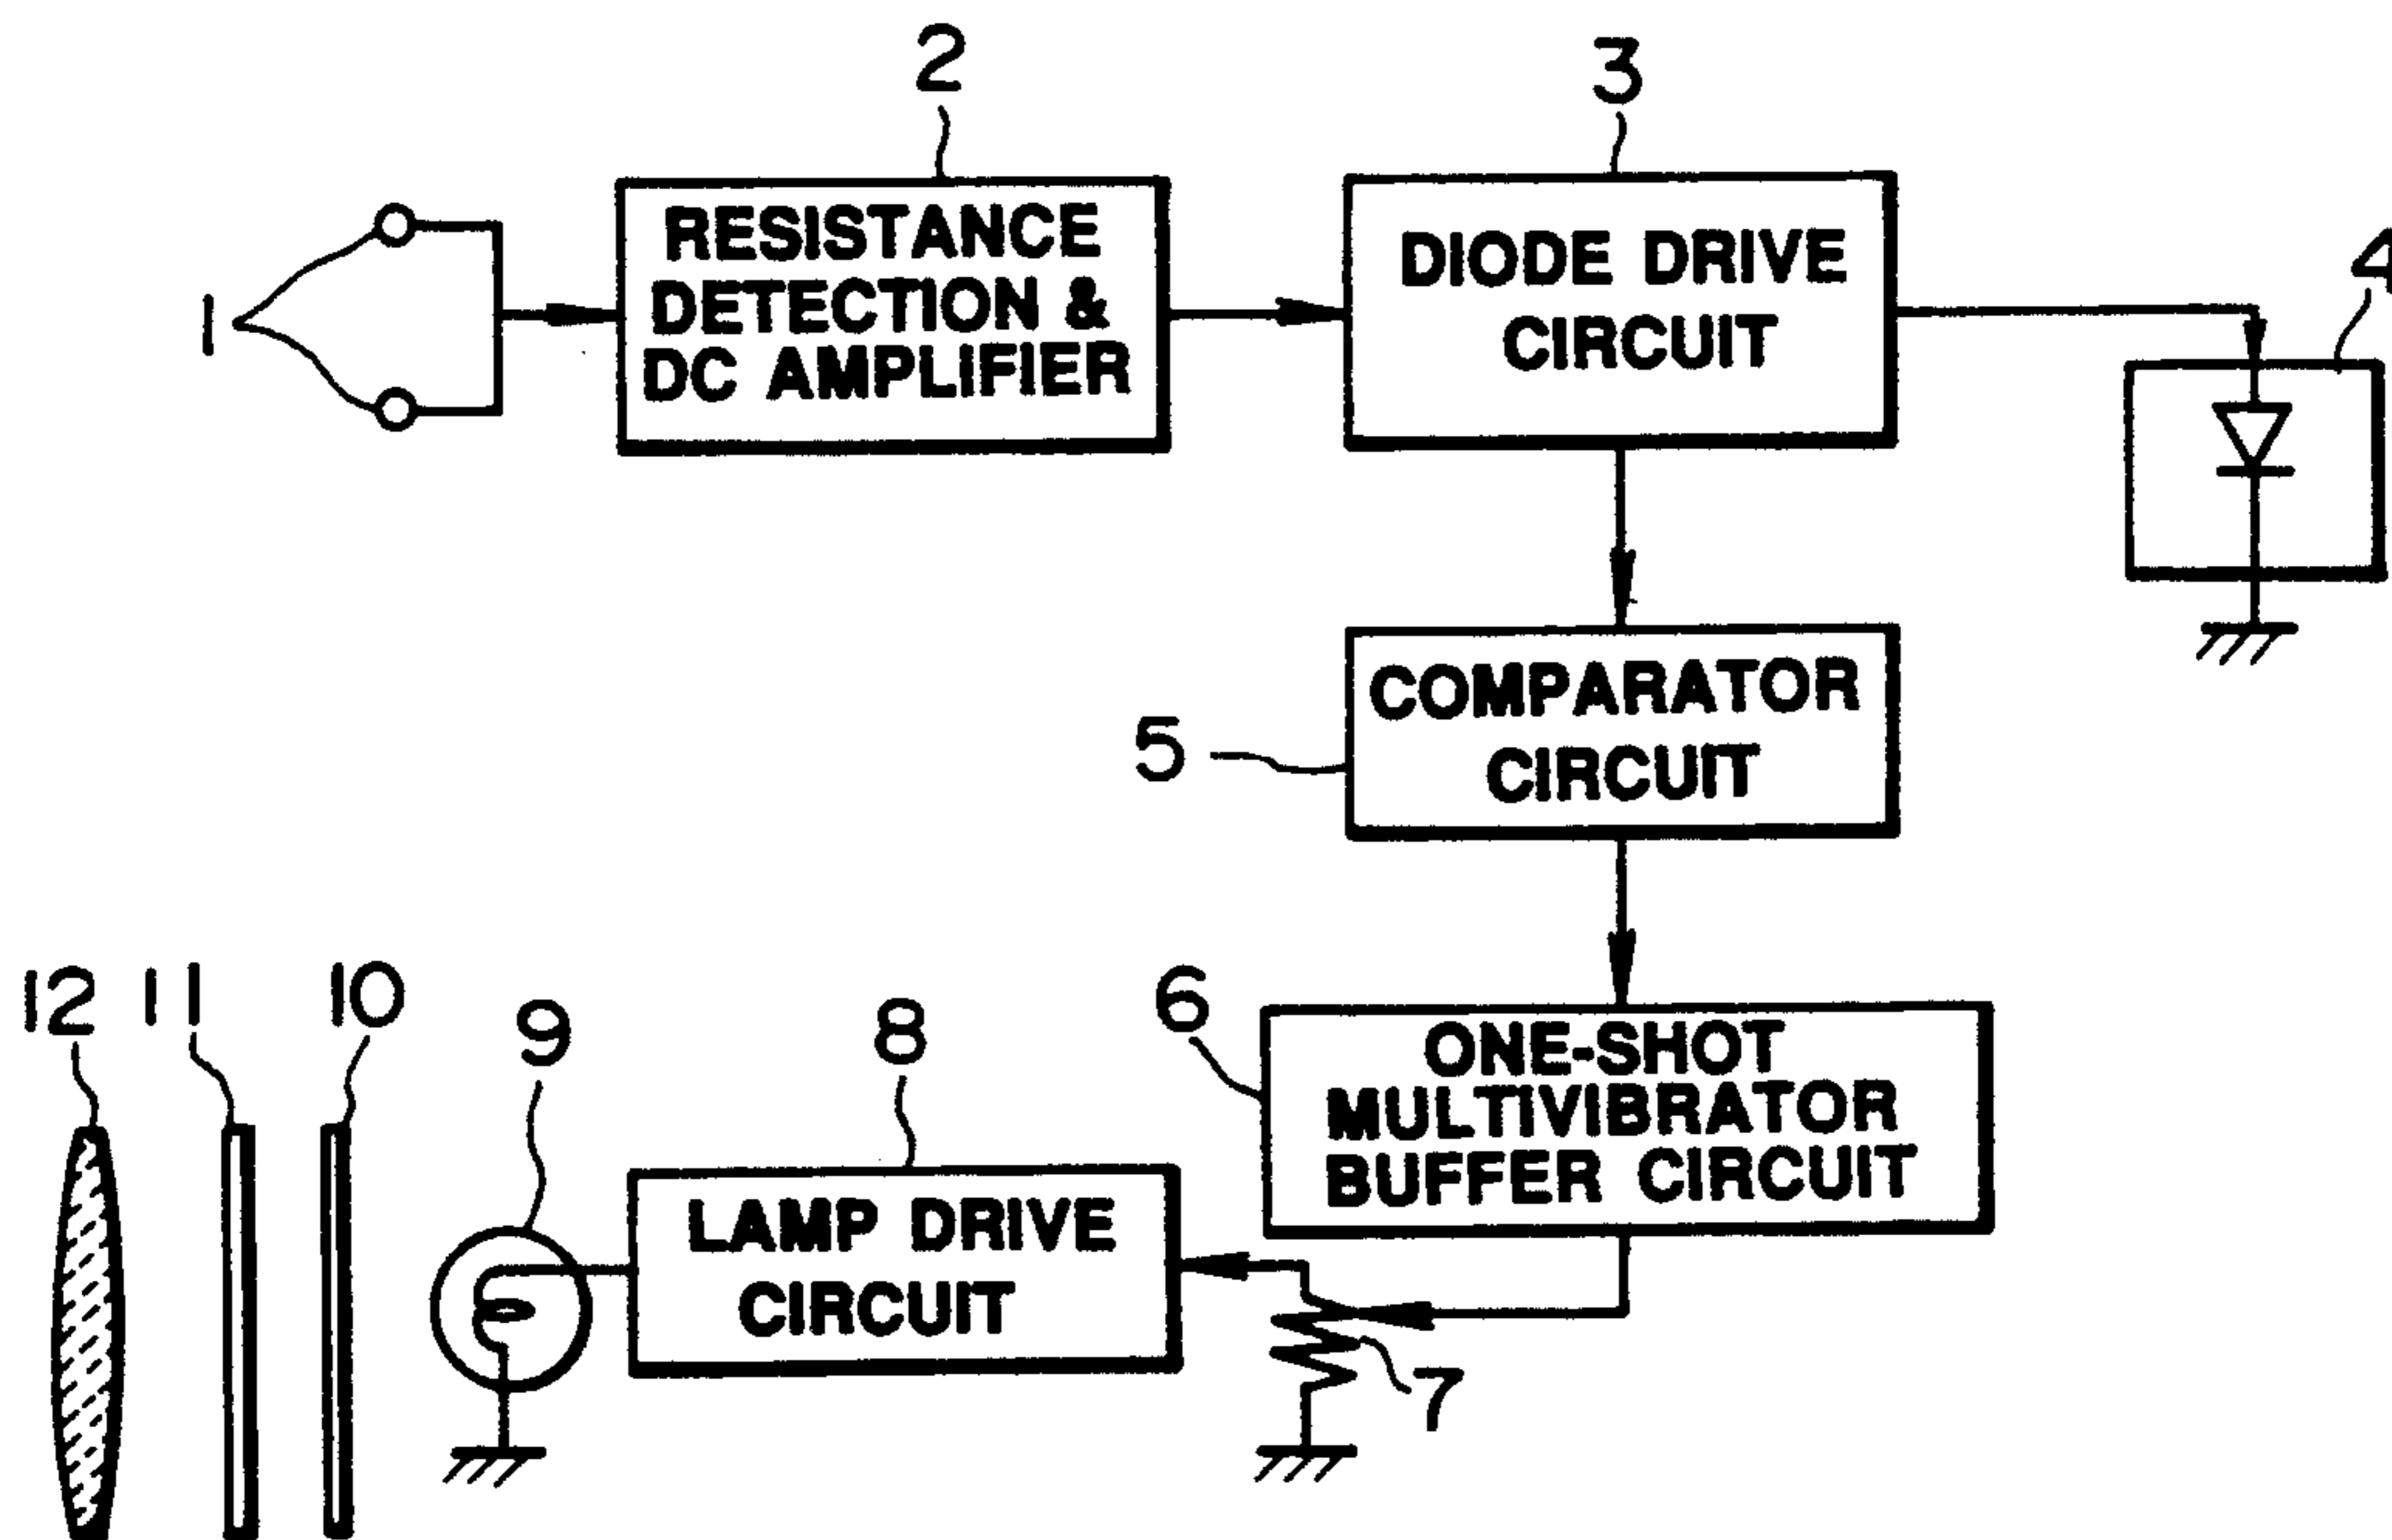 2
3
1
RESISTANCE
DETECTION &
DC AMPLIFIER
DIODE DRIVE
CIRCUIT
4
5
COMPARATOR
CIRCUIT
12
11
10
9
8
6
ONE-SHOT
MULTIVIBRATOR
BUFFER CIRCUIT
LAMP DRIVE
CIRCUIT
7